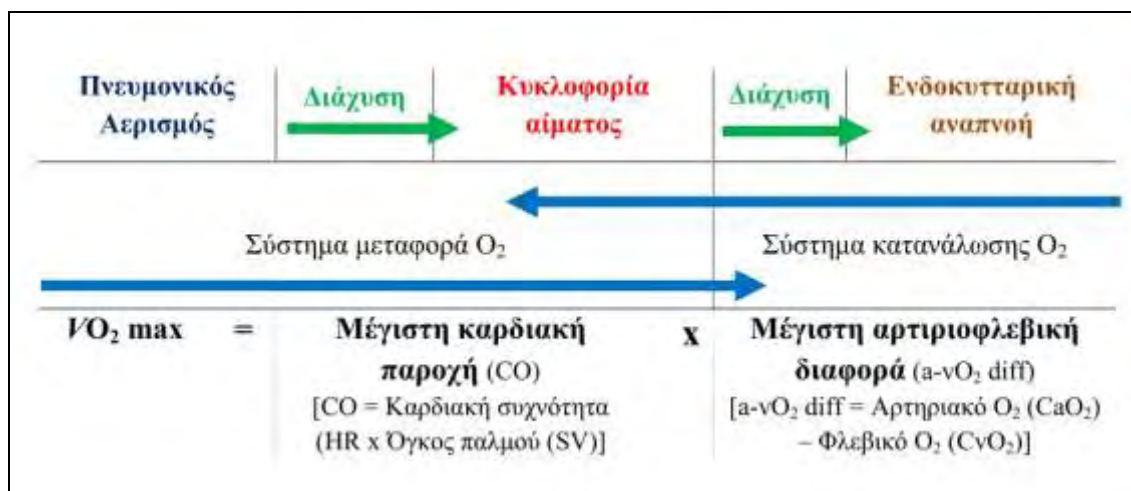 Πνευμονικός
Αερισμός
Διάχυση
Κυκλοφορία
αίματος
Διάχυση
Ενδοκυτταρική
αναπνοή
Σύστημα μεταφορά O₂
Σύστημα κατανάλωσης O₂
VO₂ max = Μέγιστη καρδιακή
παροχή (CO)
[CO = Καρδιακή συχνότητα
(HR x Όγκος παλμού (SV)]
x
Μέγιστη αρτιριοφλεβική
διαφορά (a-vO₂ diff)
[a-vO₂ diff = Αρτηριακό O₂ (CaO₂)
– Φλεβικό O₂ (CvO₂)]